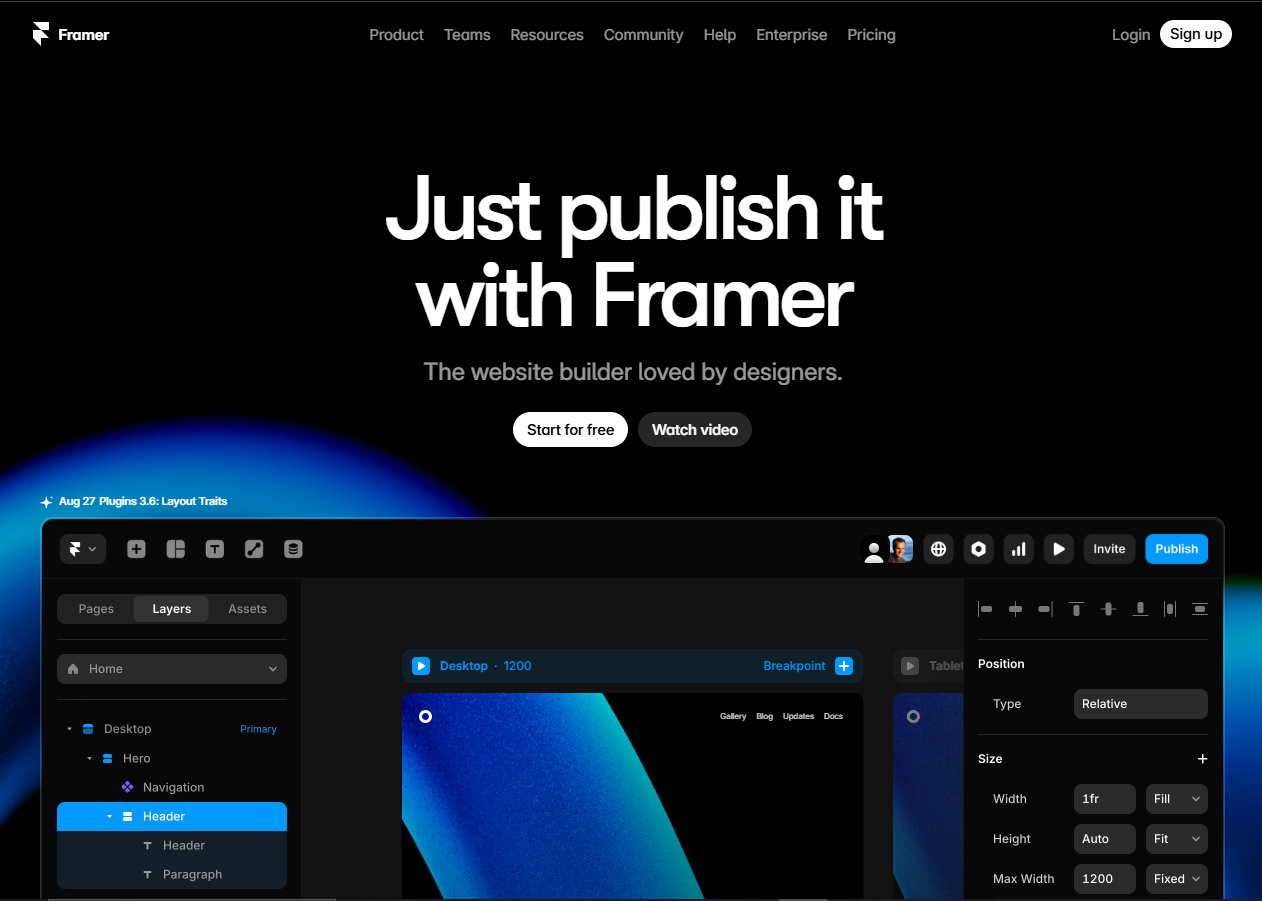 Framer
Product Teams Resources Community Help Enterprise Pricing
Login Sign up
Just publish it
with Framer
The website builder loved by designers.
Start for free Watch video
Aug 27 Plugins 3.6: Layout Traits
Invite Publish
Pages Layers Assets
Home
Desktop Primary
Hero
Navigation
Header
Header
Paragraph
Desktop · 1200 Breakpoint
Tablet
Gallery Blog Updates Docs
Position
Type Relative
Size
Width 1fr Fill
Height Auto Fit
Max Width 1200 Fixed